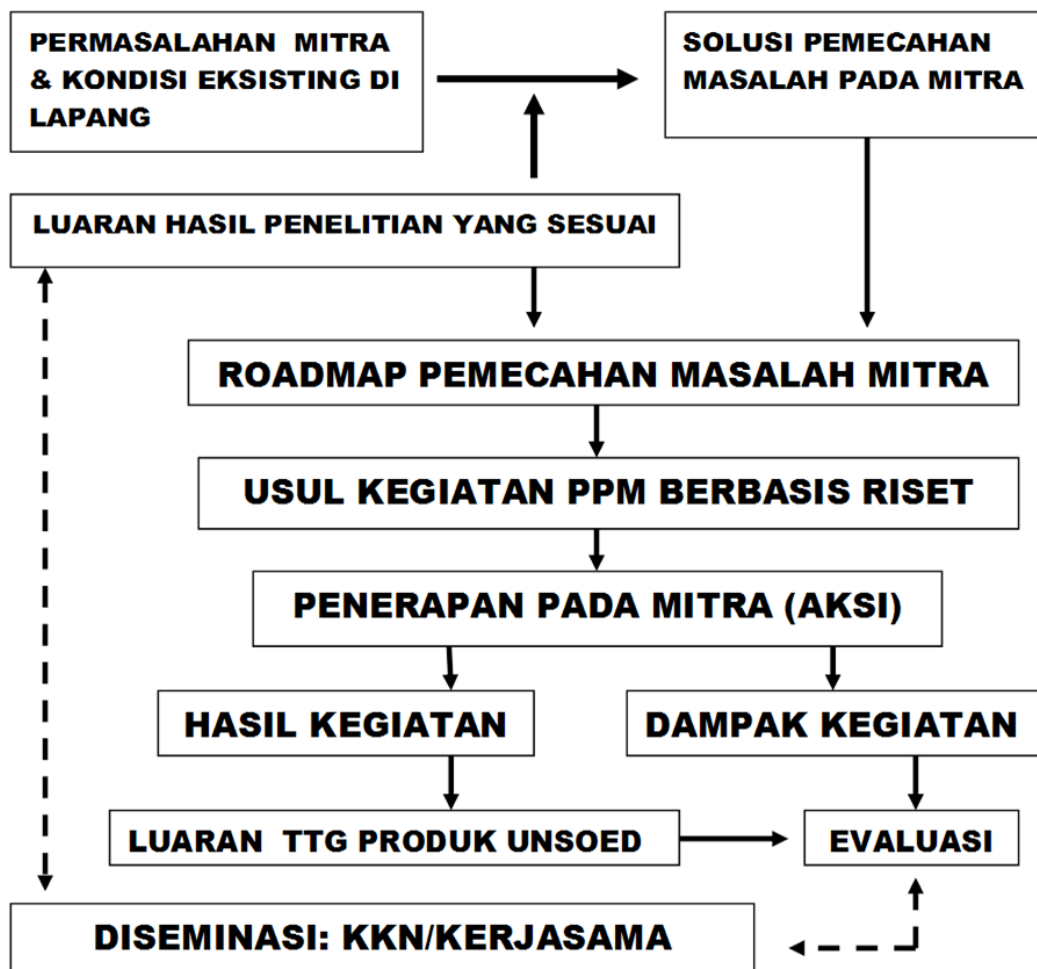 PERMASALAHAN MITRA
& KONDISI EKSISTING DI
LAPANG
SOLUSI PEMECAHAN
MASALAH PADA MITRA
LUARAN HASIL PENELITIAN YANG SESUAI
ROADMAP PEMECAHAN MASALAH MITRA
USUL KEGIATAN PPM BERBASIS RISET
PENERAPAN PADA MITRA (AKSI)
HASIL KEGIATAN
DAMPAK KEGIATAN
LUARAN TTG PRODUK UNSOED
EVALUASI
DISEMINASI: KKN/KERJASAMA